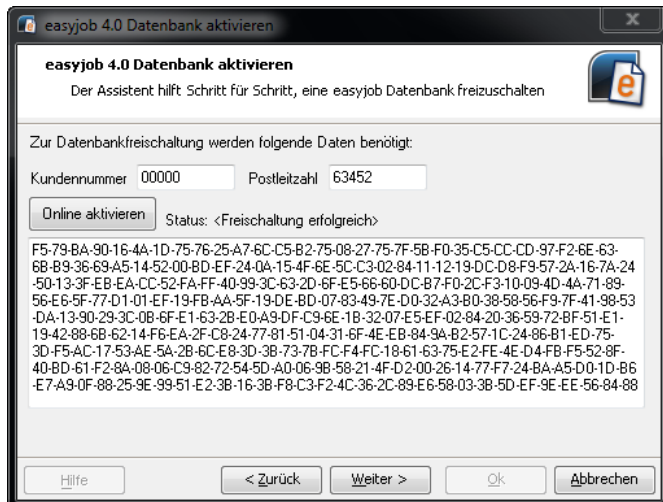 easyjob 4.0 Datenbank aktivieren
easyjob 4.0 Datenbank aktivieren
Der Assistent hilft Schritt für Schritt, eine easyjob Datenbank freizuschalten
Zur Datenbankfreischaltung werden folgende Daten benötigt:
Kundennummer 00000 Postleitzahl 63452
Online aktivieren Status: <Freischaltung erfolgreich>
F5-79-BA-90-16-4A-1D-75-76-25-A7-6C-C5-B2-75-08-27-75-7F-5B-F0-35-C5-CC-CD-97-F2-6E-63-
6B-B9-36-69-A5-14-52-00-BD-EF-24-0A-15-4F-6E-5C-C3-02-84-11-12-19-DC-D8-F9-57-2A-16-7A-24
-50-13-3F-EB-EA-CC-52-FA-FF-40-99-3C-63-2D-6F-E5-66-60-DC-B7-F0-2C-F3-10-09-4D-4A-71-89-
56-E6-5F-77-D1-01-EF-19-FB-AA-5F-19-DE-BD-07-83-49-7E-D0-32-A3-B0-38-58-56-F9-7F-41-98-53
-DA-13-90-29-3C-0B-6F-E1-63-2B-E0-A9-DF-C9-6E-1B-32-07-E5-EF-02-84-20-36-59-72-BF-51-E1-
19-42-88-6B-62-14-F6-EA-2F-C8-24-77-81-51-04-31-6F-4E-EB-84-9A-B2-57-1C-24-86-B1-ED-75-
3D-F5-AC-17-53-AE-5A-2B-6C-E8-3D-3B-73-7B-FC-F4-FC-18-61-63-75-E2-FE-4E-D4-FB-F5-52-8F-
40-BD-61-F2-8A-08-06-C9-82-72-54-5D-A0-06-9B-58-21-4F-D2-00-26-14-77-F7-24-BA-A5-D0-1D-B6
-E7-A9-0F-88-25-9E-99-51-E2-3B-16-3B-F8-C3-F2-4C-36-2C-89-E6-58-03-3B-5D-EF-9E-EE-56-84-88
Hilfe < Zurück Weiter > Ok Abbrechen